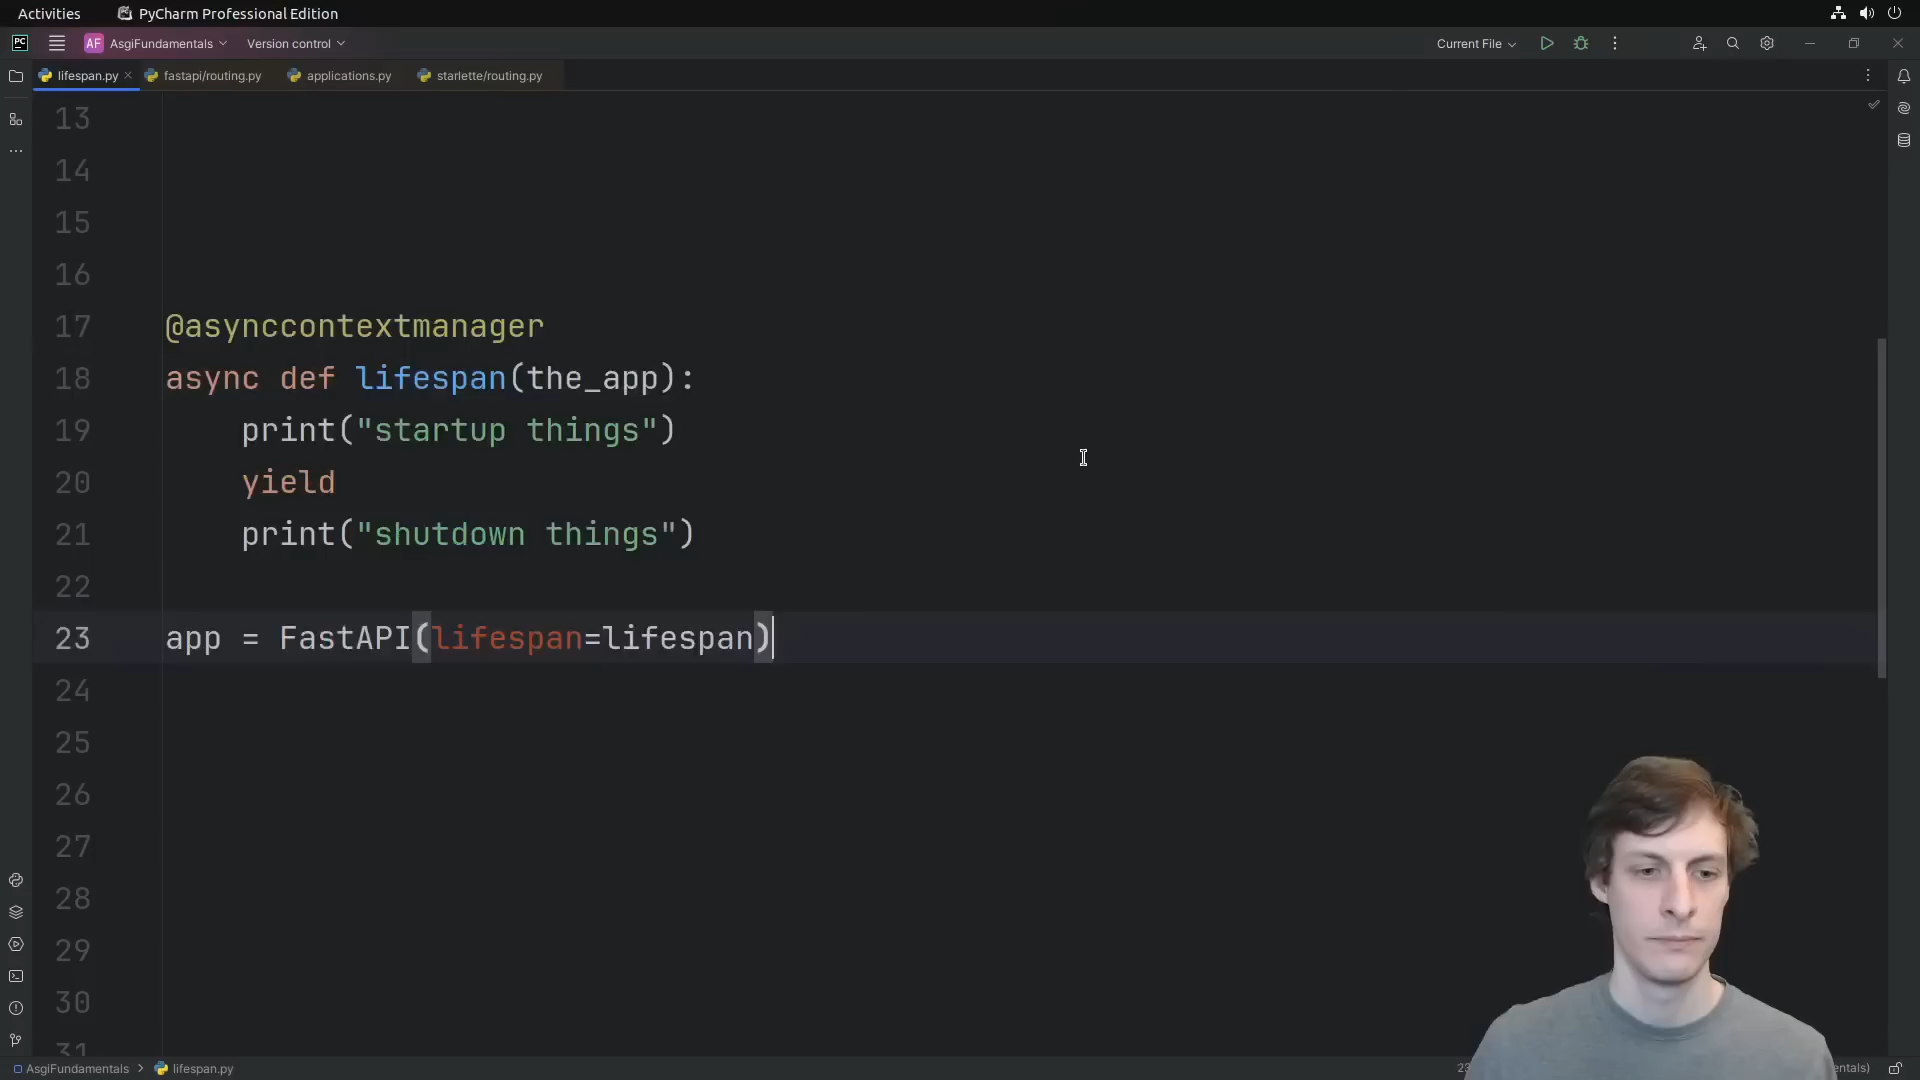 Activities PyCharm Professional Edition
PC AF AsgiFundamentals Version control Current File
lifespan.py fastapi/routing.py applications.py starlette/routing.py
13
14
15
16
17 @asynccontextmanager
18 async def lifespan(the_app):
19 print("startup things")
20 yield
21 print("shutdown things")
22
23 app = FastAPI(lifespan=lifespan)
24
25
26
27
28
29
30
31
AsgiFundamentals lifespan.py 23 entals)